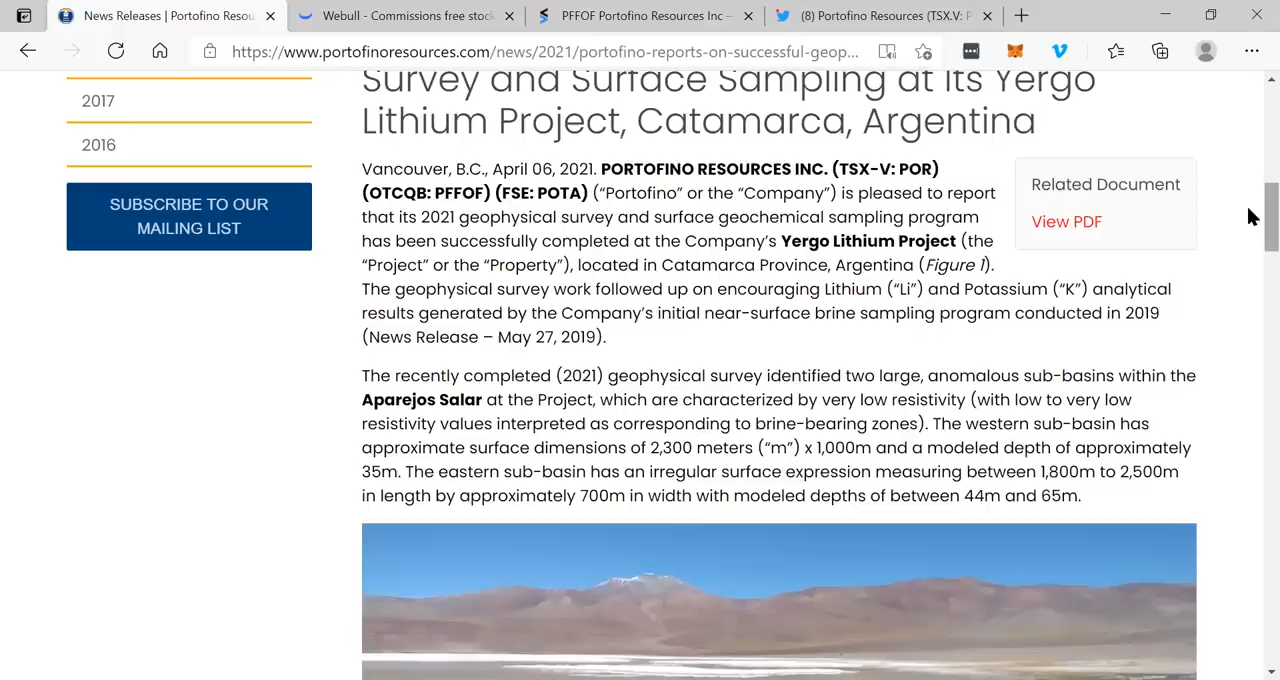 News Releases | Portofino Resou
Webull - Commissions free stoc
PFFOF Portofino Resources Inc —
(8) Portofino Resources (TSX.V: P
https://www.portofinoresources.com/news/2021/portofino-reports-on-successful-geop...
Survey and Surface Sampling at Its Yergo
Lithium Project, Catamarca, Argentina
2017
2016
SUBSCRIBE TO OUR
MAILING LIST
Vancouver, B.C., April 06, 2021. PORTOFINO RESOURCES INC. (TSX-V: POR)
(OTCQB: PFFOF) (FSE: POTA) (“Portofino” or the “Company”) is pleased to report
that its 2021 geophysical survey and surface geochemical sampling program
has been successfully completed at the Company’s Yergo Lithium Project (the
“Project” or the “Property”), located in Catamarca Province, Argentina (Figure 1).
The geophysical survey work followed up on encouraging Lithium (“Li”) and Potassium (“K”) analytical
results generated by the Company’s initial near-surface brine sampling program conducted in 2019
(News Release – May 27, 2019).
Related Document
View PDF
The recently completed (2021) geophysical survey identified two large, anomalous sub-basins within the
Aparejos Salar at the Project, which are characterized by very low resistivity (with low to very low
resistivity values interpreted as corresponding to brine-bearing zones). The western sub-basin has
approximate surface dimensions of 2,300 meters (“m”) x 1,000m and a modeled depth of approximately
35m. The eastern sub-basin has an irregular surface expression measuring between 1,800m to 2,500m
in length by approximately 700m in width with modeled depths of between 44m and 65m.